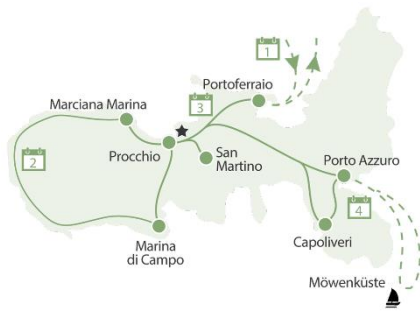 1
Portoferraio
3
Marciana Marina
Procchio
San
Martino
Porto Azzuro
2
4
Marina
di Campo
Capoliveri
Möwenküste